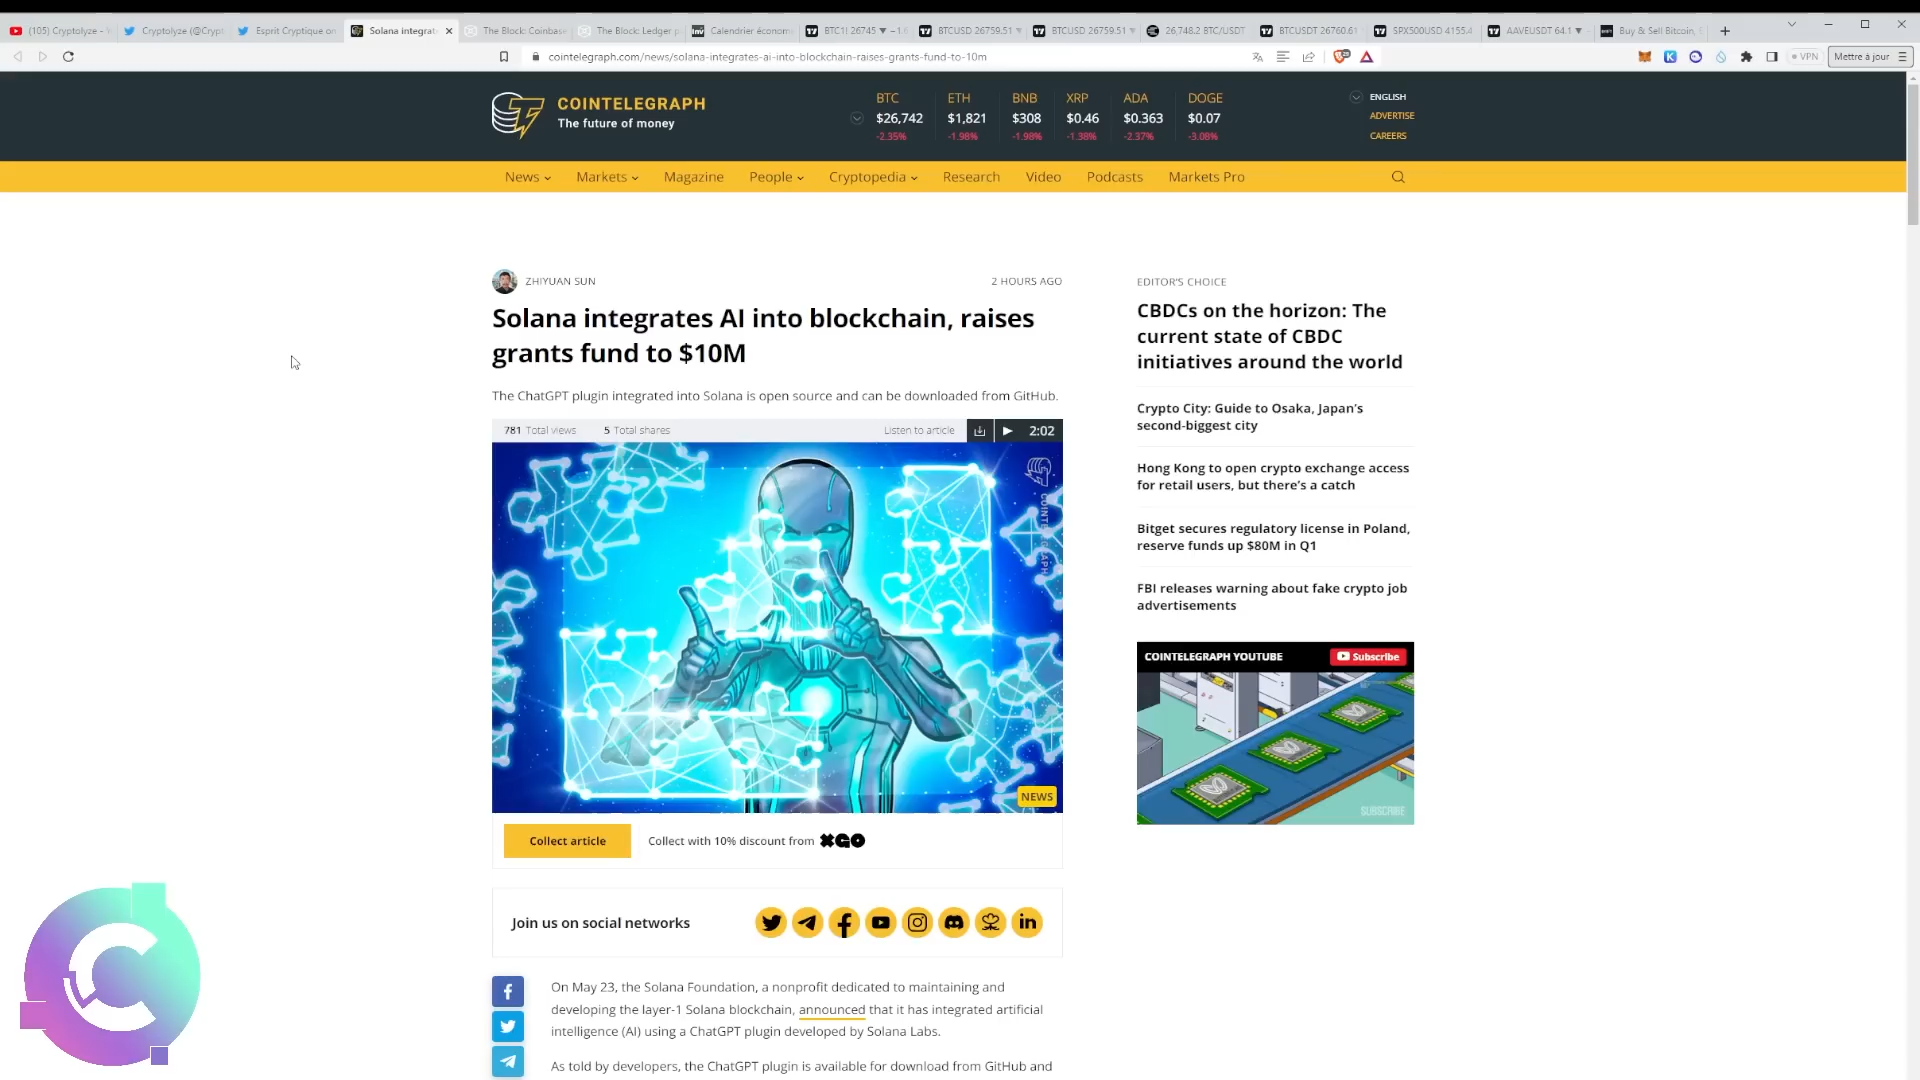 (105) Cryptolyze -
Cryptolyze (@Crypt
Esprit Cryptique on
Solana integrat
The Block: Coinbase
The Block: Ledger p
Calendrier économ
BTC1! 26745 ▼ −1.6
BTCUSD 26759.51 ▼
BTCUSD 26759.51 ▼
26,748.2 BTC/USDT
BTCUSDT 26760.61
SPX500USD 4155.4
AAVEUSDT 64.1 ▼
Buy & Sell Bitcoin,
cointelegraph.com/news/solana-integrates-ai-into-blockchain-raises-grants-fund-to-10m
VPN
Mettre à jour
COINTELEGRAPH
The future of money
BTC
$26,742
-2.35%
ETH
$1,821
-1.98%
BNB
$308
-1.98%
XRP
$0.46
-1.38%
ADA
$0.363
-2.37%
DOGE
$0.07
-3.08%
ENGLISH
ADVERTISE
CAREERS
News
Markets
Magazine
People
Cryptopedia
Research
Video
Podcasts
Markets Pro
ZHIYUAN SUN
2 HOURS AGO
Solana integrates AI into blockchain, raises
grants fund to $10M
The ChatGPT plugin integrated into Solana is open source and can be downloaded from GitHub.
781 Total views
5 Total shares
Listen to article
2:02
COINTELEGRAPH
NEWS
Collect article
Collect with 10% discount from XGO
Join us on social networks
On May 23, the Solana Foundation, a nonprofit dedicated to maintaining and
developing the layer-1 Solana blockchain, announced that it has integrated artificial
intelligence (AI) using a ChatGPT plugin developed by Solana Labs.
As told by developers, the ChatGPT plugin is available for download from GitHub and
EDITOR'S CHOICE
CBDCs on the horizon: The
current state of CBDC
initiatives around the world
Crypto City: Guide to Osaka, Japan's
second-biggest city
Hong Kong to open crypto exchange access
for retail users, but there's a catch
Bitget secures regulatory license in Poland,
reserve funds up $80M in Q1
FBI releases warning about fake crypto job
advertisements
COINTELEGRAPH YOUTUBE
Subscribe
SUBSCRIBE